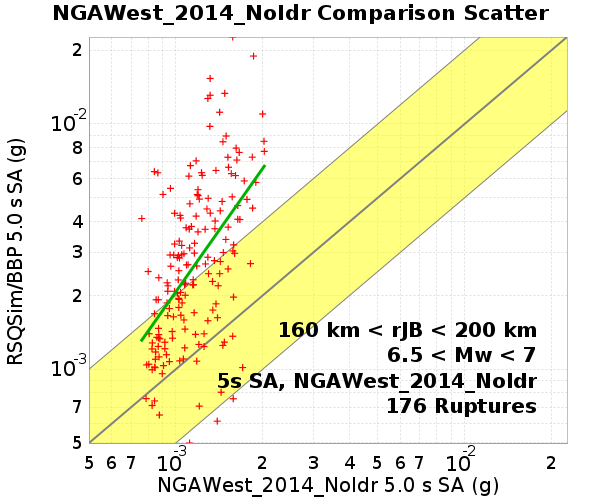 NGAWest_2014_NoIdr Comparison Scatter
RSQSim/BBP 5.0 s SA (g)
2
10-2
8
6
4
3
2
10-3
7
5
160 km < rJB < 200 km
6.5 < Mw < 7
5s SA, NGAWest_2014_NoIdr
176 Ruptures
5 6 7 10-3 2 3 4 5 6 7 10-2 2
NGAWest_2014_NoIdr 5.0 s SA (g)